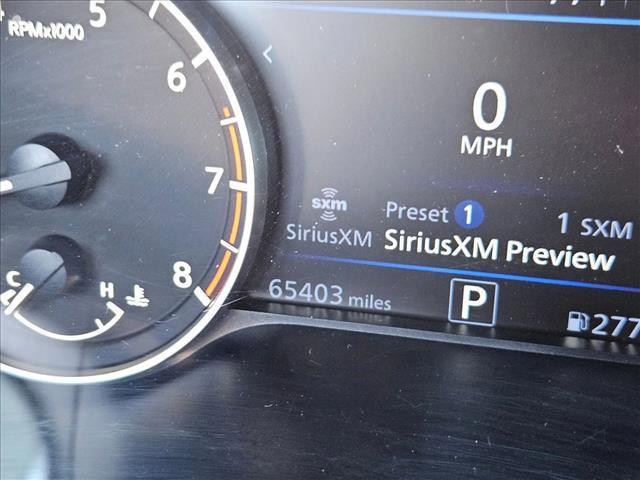 5
RPMx1000
6
7
8
C
H
0
MPH
sxm
SiriusXM
Preset 1
1 SXM
SiriusXM Preview
65403 miles
P
277